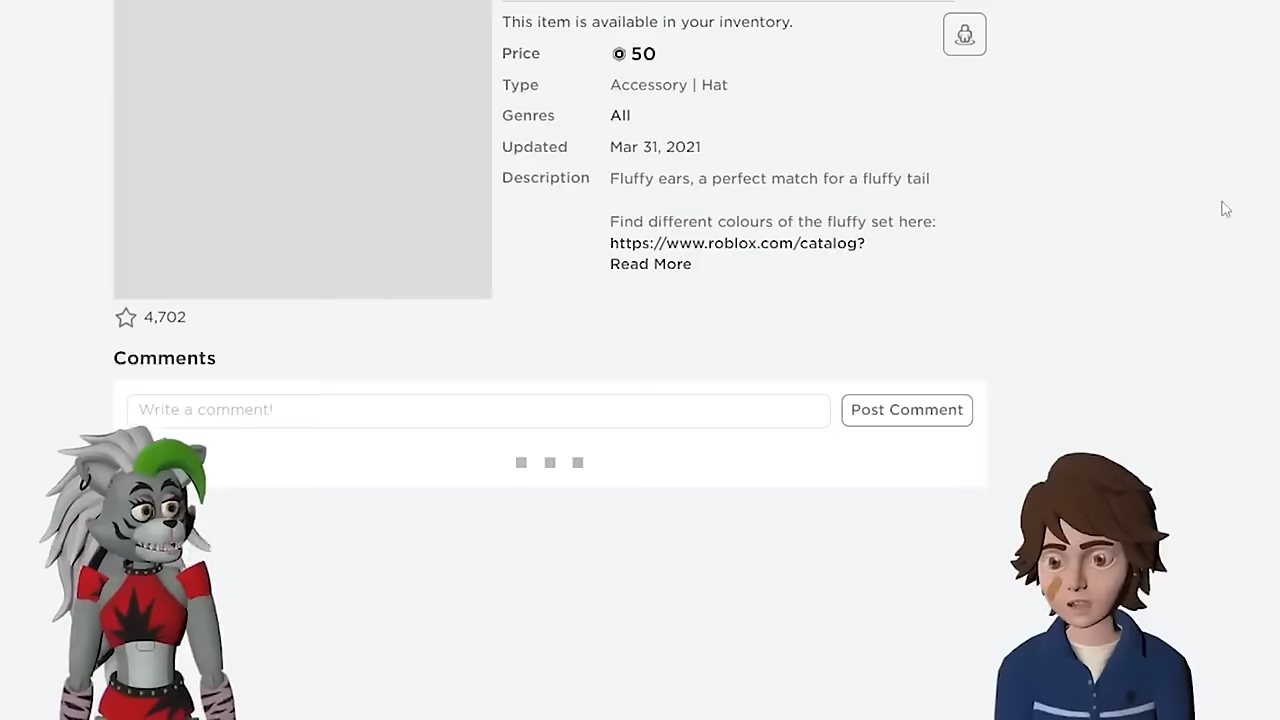 This item is available in your inventory.
Price 50
Type Accessory | Hat
Genres All
Updated Mar 31, 2021
Description Fluffy ears, a perfect match for a fluffy tail
Find different colours of the fluffy set here:
https://www.roblox.com/catalog?
Read More
4,702
Comments
Write a comment! Post Comment